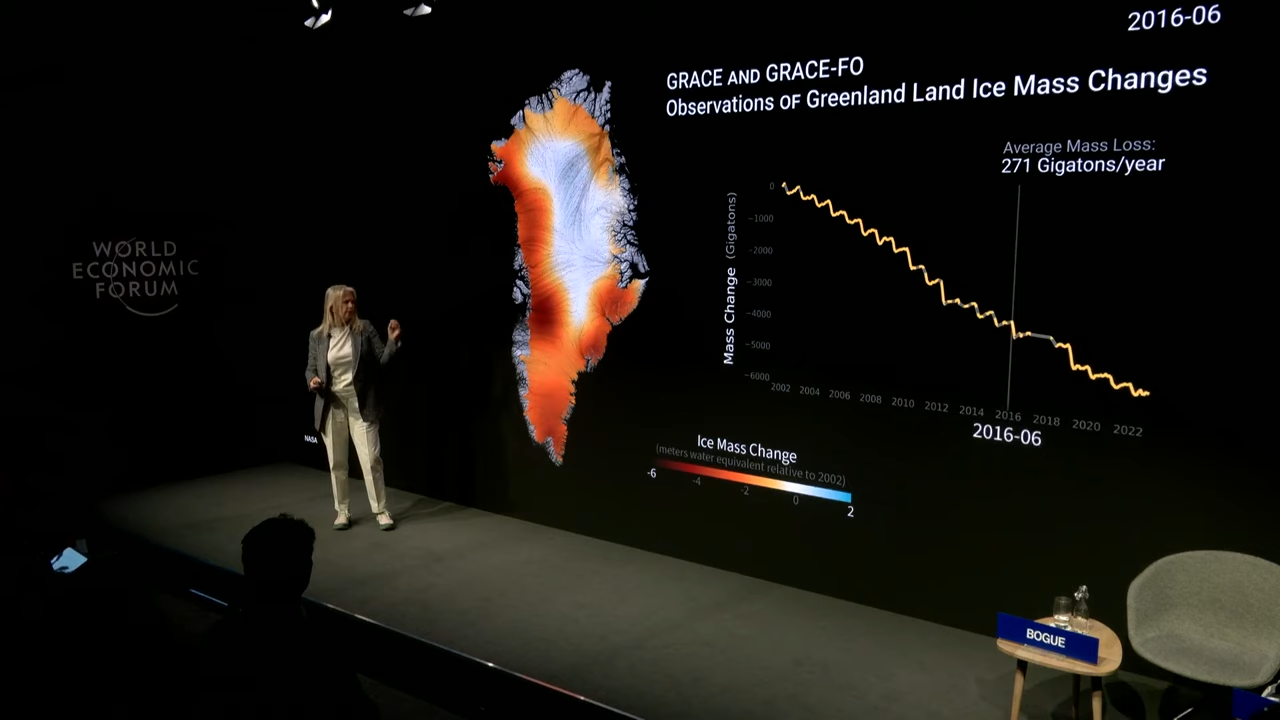 2016-06
GRACE AND GRACE-FO
Observations OF Greenland Land Ice Mass Changes
Average Mass Loss:
271 Gigatons/year
0
-1000
-2000
-3000
-4000
-5000
-6000
Mass Change (Gigatons)
2002 2004 2006 2008 2010 2012 2014 2016 2018 2020 2022
2016-06
Ice Mass Change
(meters water equivalent relative to 2002)
-6 -4 -2 0 2
WORLD
ECONOMIC
FORUM
NASA
BOGUE